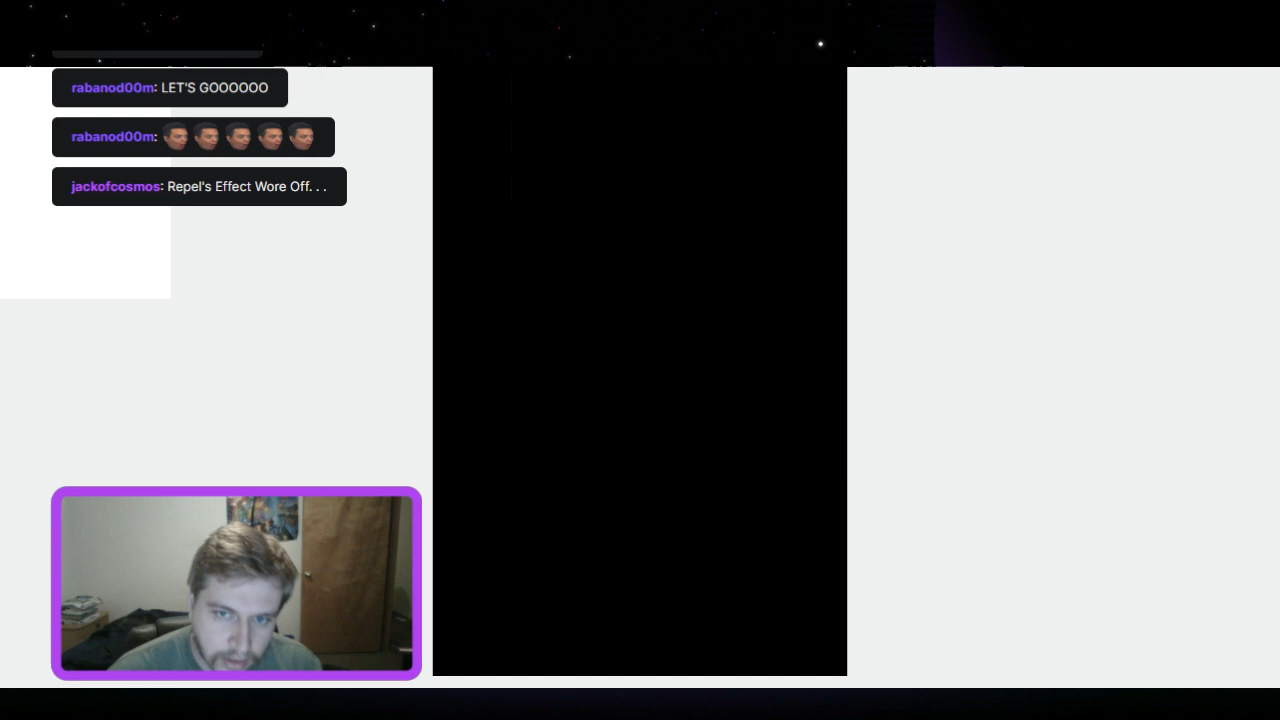 rabanod00m: LET'S GOOOOOO
rabanod00m:
jackofcosmos: Repel's Effect Wore Off. . .